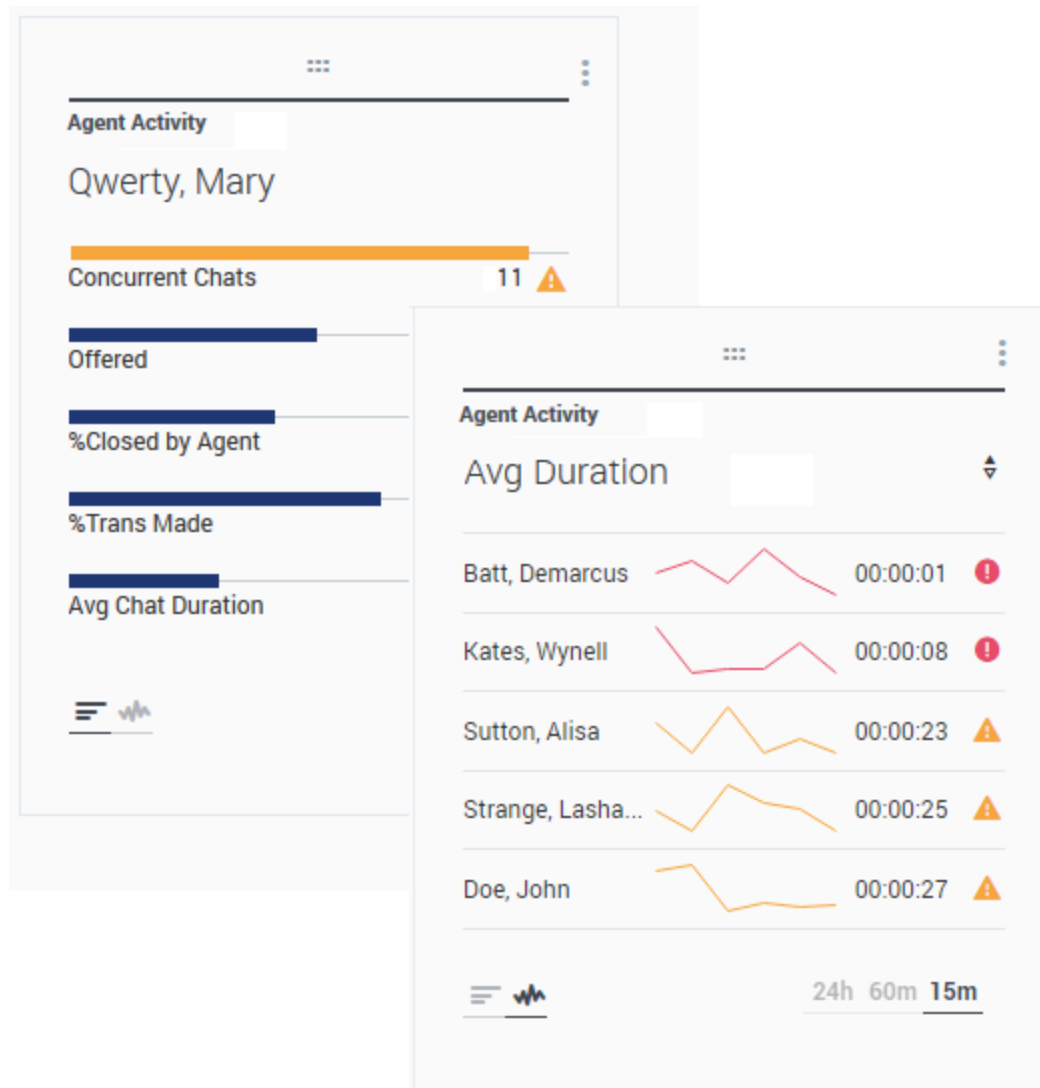 Agent Activity
Qwerty, Mary
Concurrent Chats 11
Offered
%Closed by Agent
%Trans Made
Avg Chat Duration
Agent Activity
Avg Duration
Batt, Demarcus 00:00:01
Kates, Wynell 00:00:08
Sutton, Alisa 00:00:23
Strange, Lasha... 00:00:25
Doe, John 00:00:27
24h 60m 15m